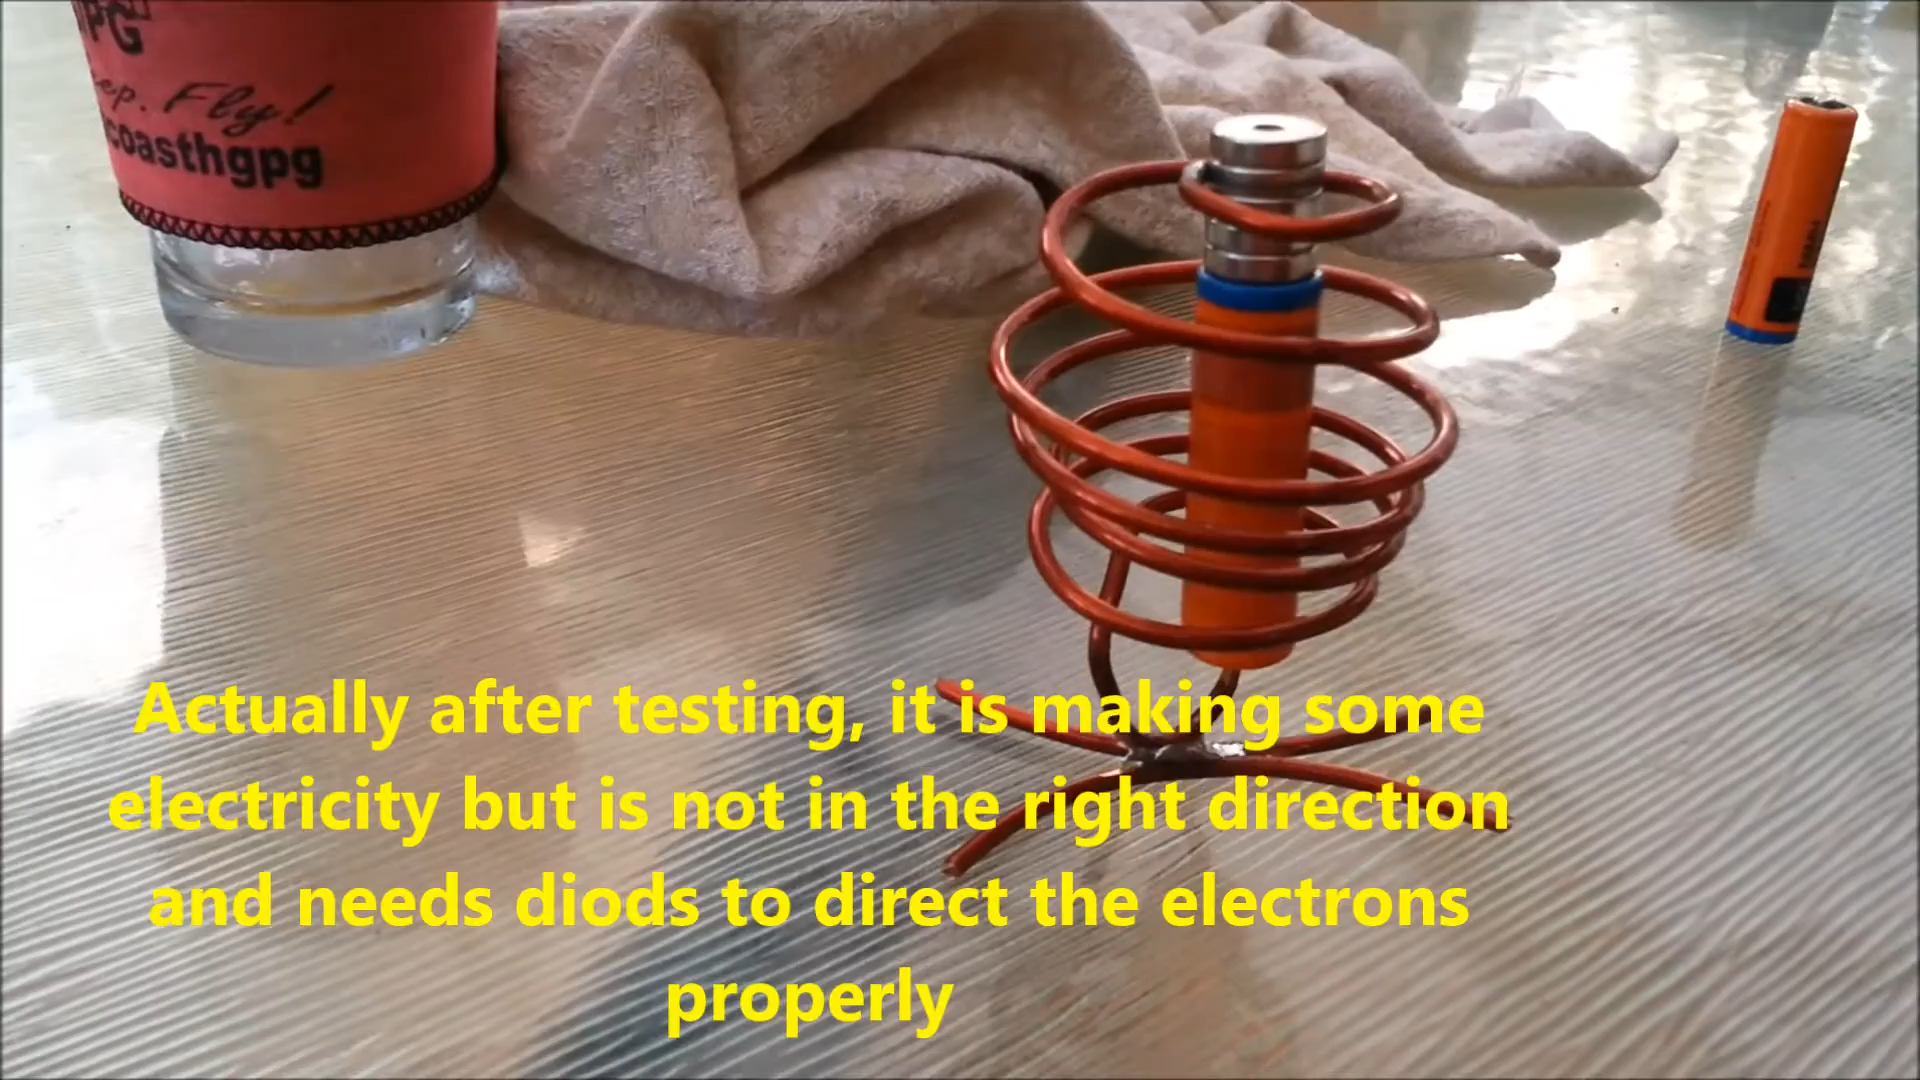 PG
ep. Fly!
coasthgpg
Actually after testing, it is making some
electricity but is not in the right direction
and needs diods to direct the electrons
properly